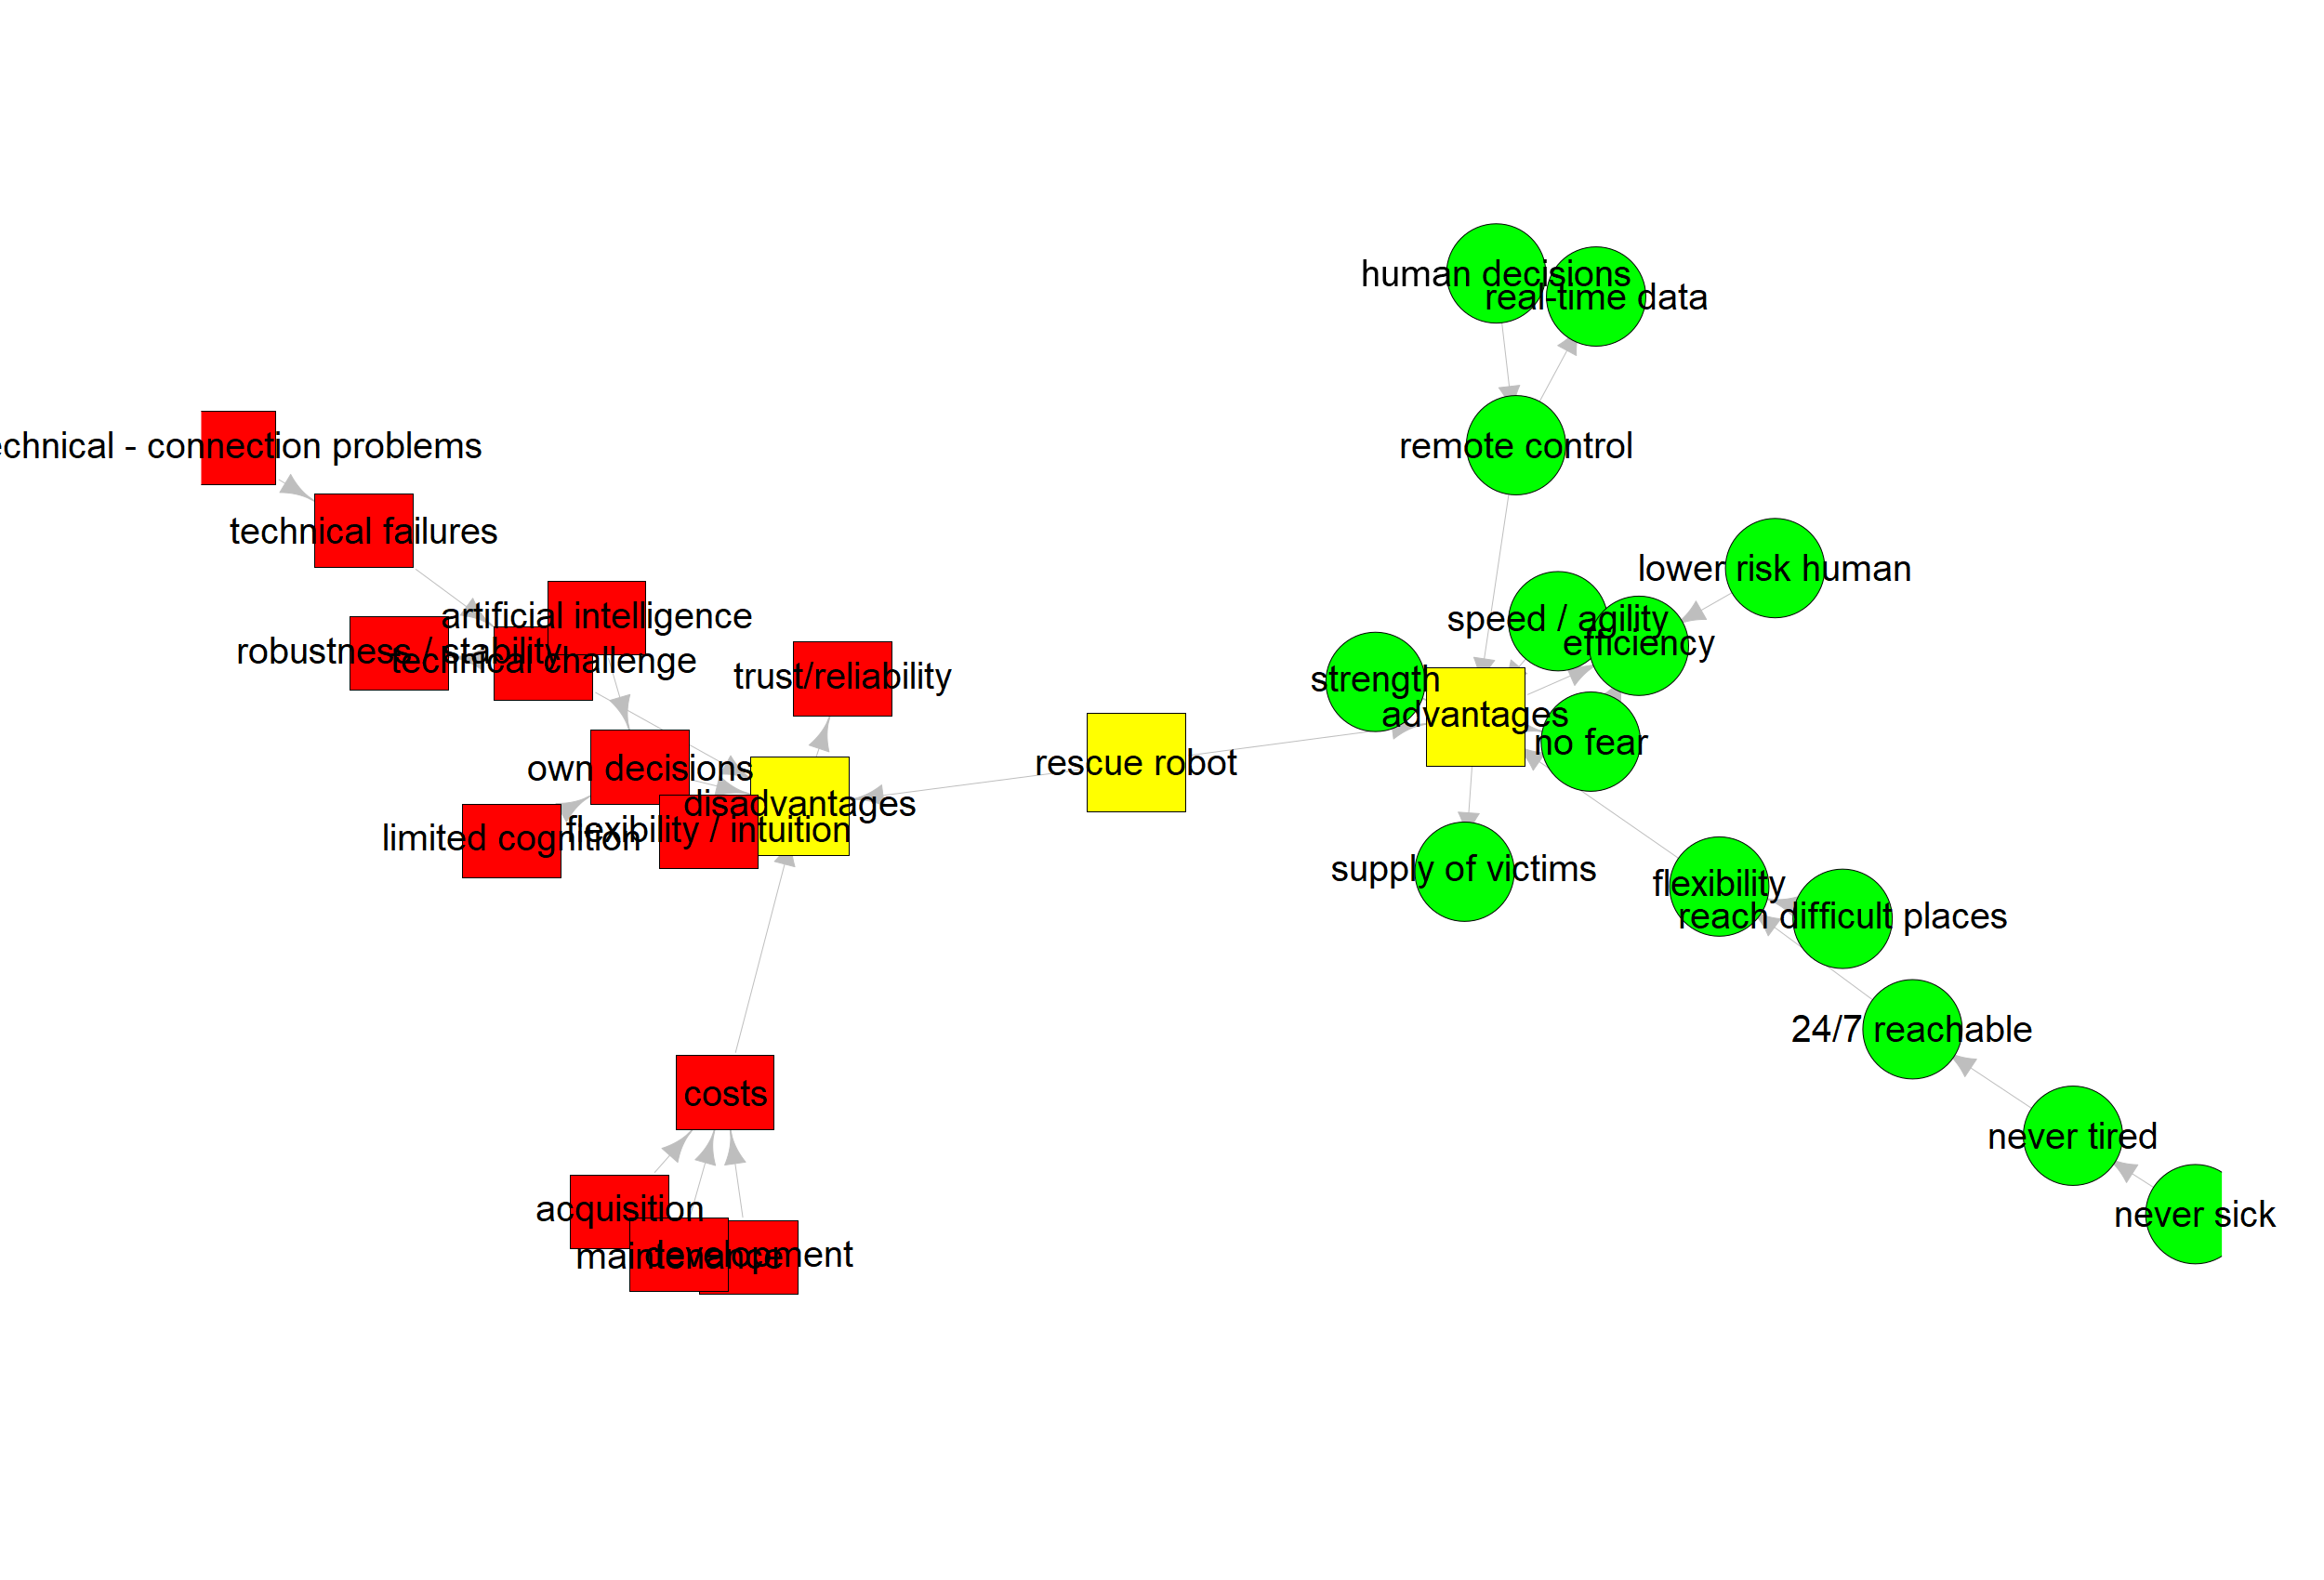 human decisions
real-time data
echnical - connection problems
remote control
technical failures
lower risk human
artificial intelligence
speed / agility
efficiency
robustness / stability
technical challenge
trust/reliability
strength
advantages
no fear
rescue robot
own decisions
disadvantages
flexibility / intuition
limited cognition
supply of victims
flexibility
reach difficult places
24/7 reachable
costs
never tired
acquisition
never sick
maintenance
development